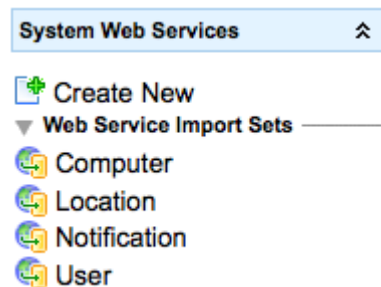 System Web Services
Create New
Web Service Import Sets
Computer
Location
Notification
User